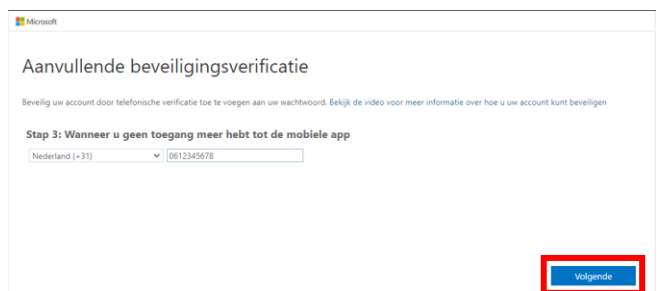 Microsoft
Aanvullende beveiligingsverificatie
Beveilig uw account door telefonische verificatie toe te voegen aan uw wachtwoord. Bekijk de video voor meer informatie over hoe u uw account kunt beveiligen
Stap 3: Wanneer u geen toegang meer hebt tot de mobiele app
Nederland (+31) 0612345678
Volgende